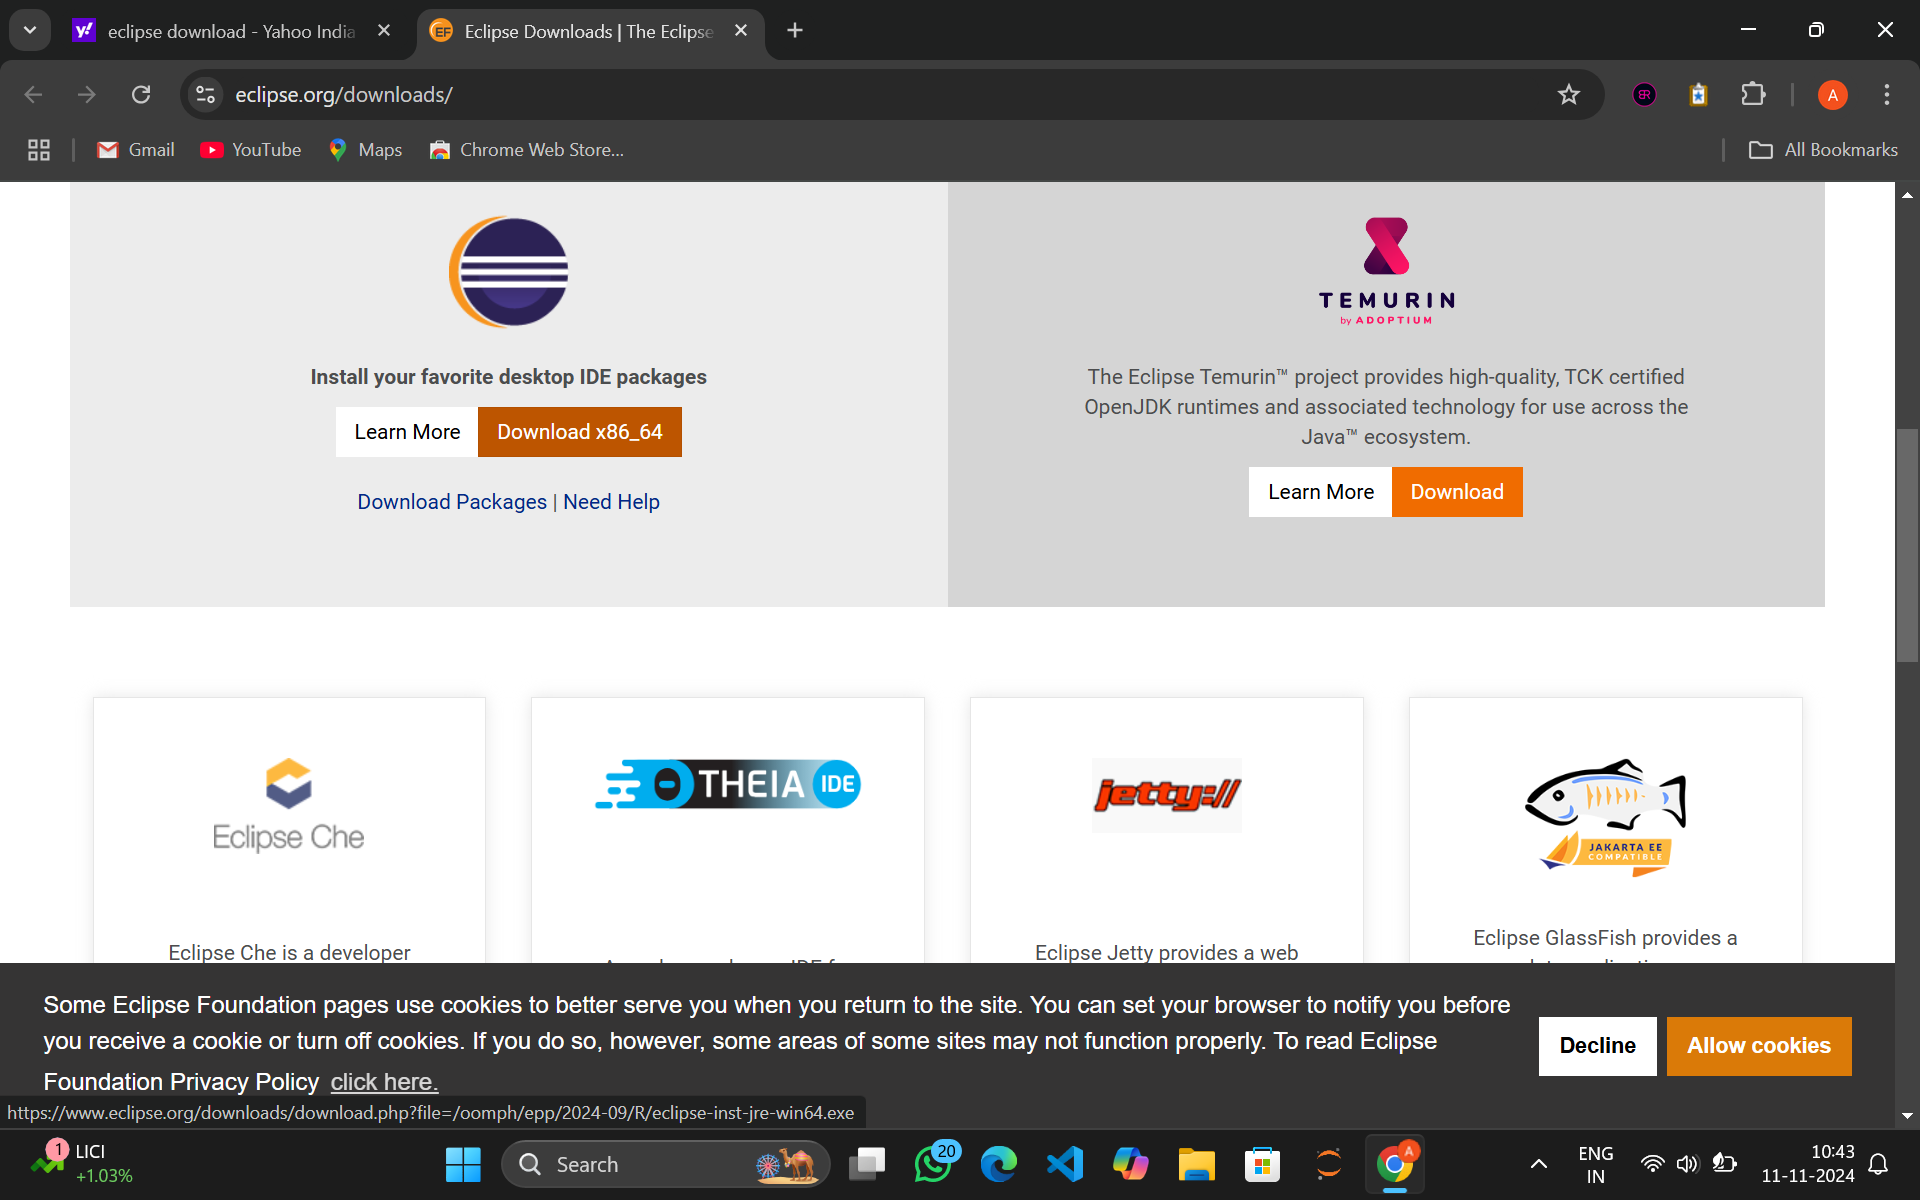 eclipse download - Yahoo India
Eclipse Downloads | The Eclipse
eclipse.org/downloads/
A
Gmail
YouTube
Maps
Chrome Web Store...
All Bookmarks
TEMURIN
by ADOPTIUM
Install your favorite desktop IDE packages
Learn More
Download x86_64
Download Packages | Need Help
The Eclipse Temurin™ project provides high-quality, TCK certified
OpenJDK runtimes and associated technology for use across the
Java™ ecosystem.
Learn More
Download
Eclipse Che
THEIA IDE
jetty://
JAKARTA EE
COMPATIBLE
Eclipse Che is a developer
Eclipse Jetty provides a web
Eclipse GlassFish provides a
Some Eclipse Foundation pages use cookies to better serve you when you return to the site. You can set your browser to notify you before
you receive a cookie or turn off cookies. If you do so, however, some areas of some sites may not function properly. To read Eclipse
Foundation Privacy Policy click here.
Decline
Allow cookies
https://www.eclipse.org/downloads/download.php?file=/oomph/epp/2024-09/R/eclipse-inst-jre-win64.exe
1
LICI
+1.03%
Search
20
A
ENG
IN
10:43
11-11-2024